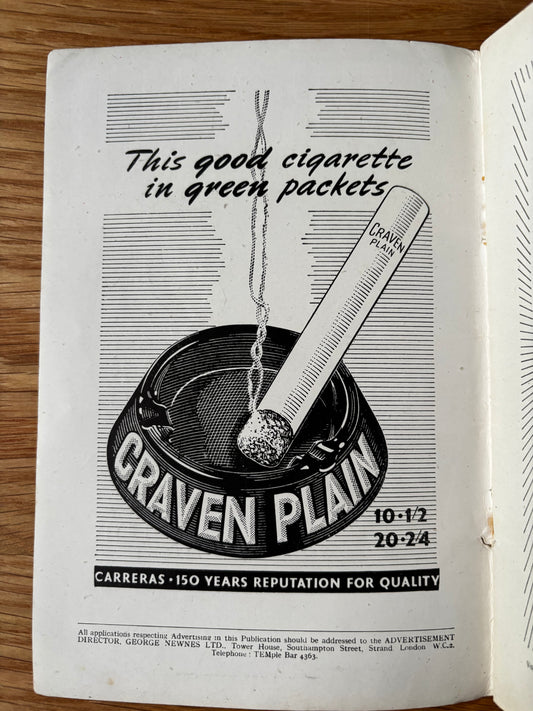 This good cigarette
in green packets
CRAVEN
PLAIN
CRAVEN PLAIN
10·1/2
20·2/4
CARRERAS · 150 YEARS REPUTATION FOR QUALITY
All applications respecting Advertising in this Publication should be addressed to the ADVERTISEMENT
DIRECTOR, GEORGE NEWNES LTD., Tower House, Southampton Street, Strand London W.C.2.
Telephone : TEMple Bar 4363.